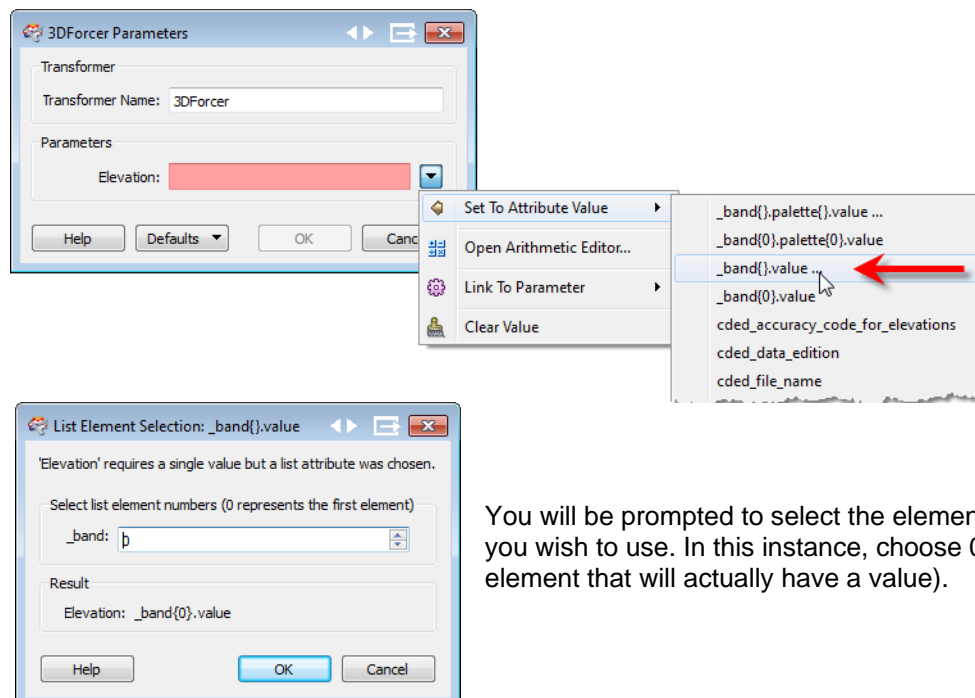 3DForcer Parameters
Transformer
Transformer Name: 3DForcer
Parameters
Elevation:
Help Defaults OK
Set To Attribute Value
Open Arithmetic Editor...
Link To Parameter
Clear Value
_band{}.palette{}.value ...
_band{0}.palette{0}.value
_band{}.value ...
_band{0}.value
cded_accuracy_code_for_elevations
cded_data_edition
cded_file_name
List Element Selection: _band{}.value
'Elevation' requires a single value but a list attribute was chosen.
Select list element numbers (0 represents the first element)
_band: 0
Result
Elevation: _band{0}.value
Help OK Cancel
You will be prompted to select the
you wish to use. In this instance, choose
element that will actually have a value).